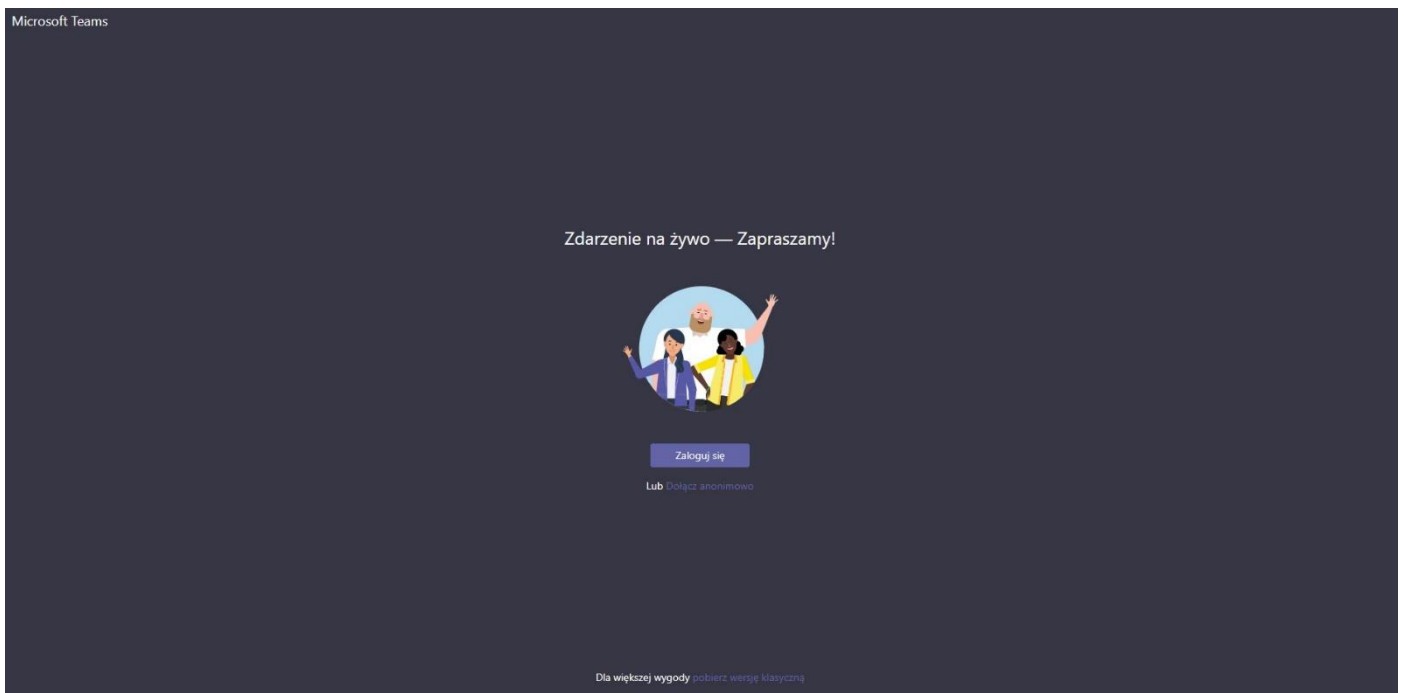 Microsoft Teams
Zdarzenie na żywo — Zapraszamy!
Zaloguj się
Lub Dołącz anonimowo
Dla większej wygody pobierz wersję klasyczną